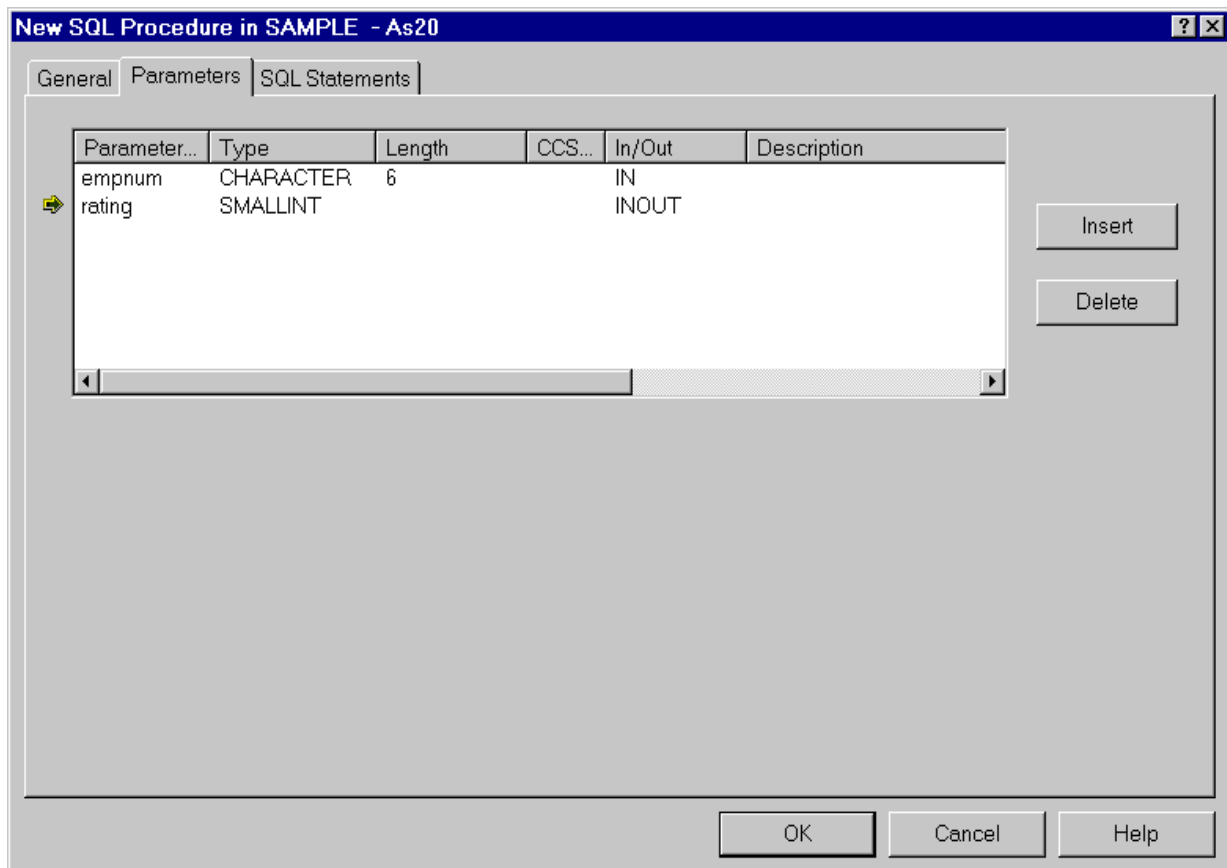 New SQL Procedure in SAMPLE - As20
General Parameters SQL Statements
Parameter... Type Length CCS... In/Out Description
empnum CHARACTER 6 IN
rating SMALLINT INOUT
Insert
Delete
OK Cancel Help